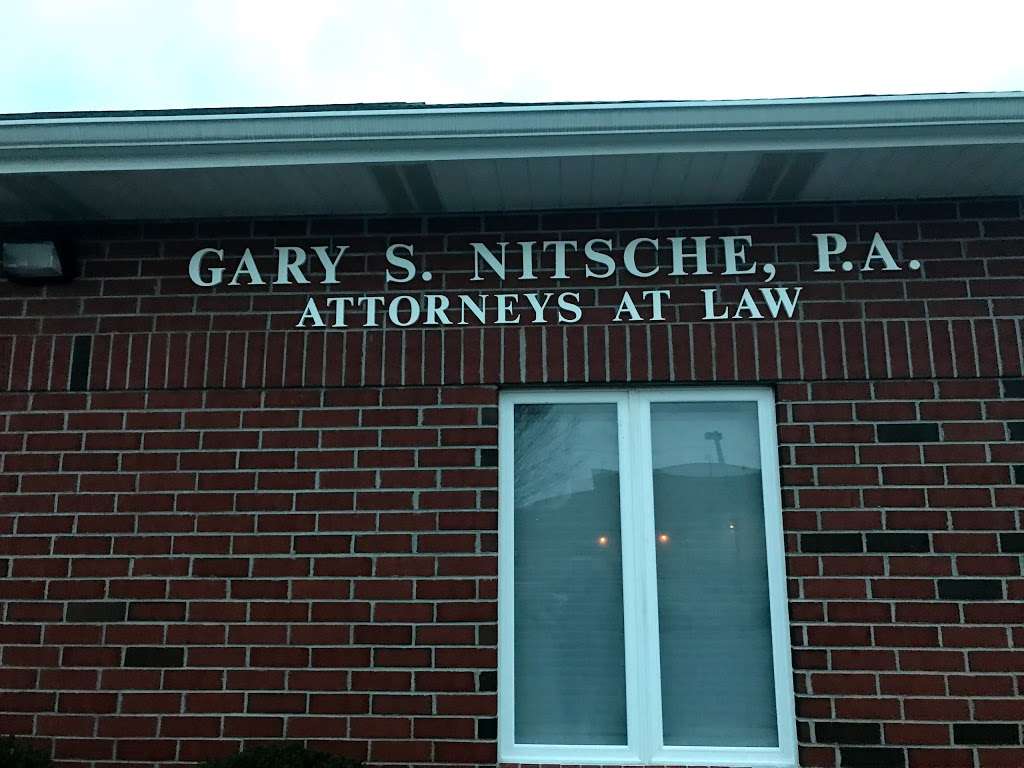 GARY S. NITSCHE, P.A.
ATTORNEYS AT LAW